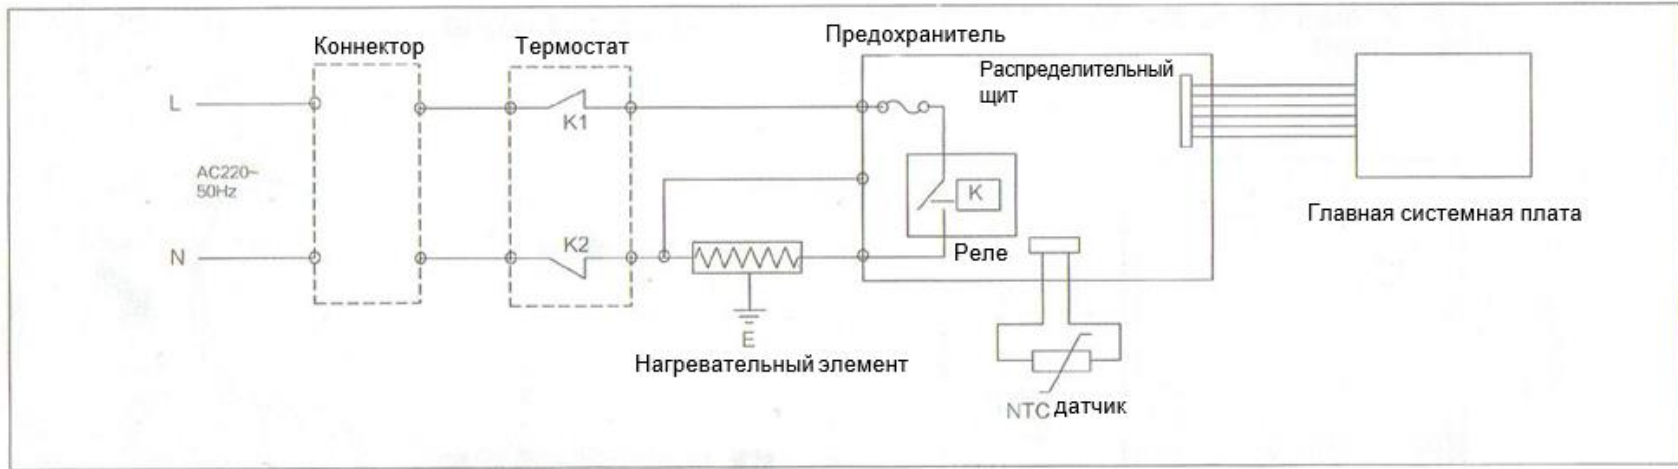 Коннектор
Термостат
Предохранитель
Распределительный
щит
L
K1
AC220~
50Hz
K
Главная системная плата
N
K2
Реле
E
Нагревательный элемент
NTC датчик